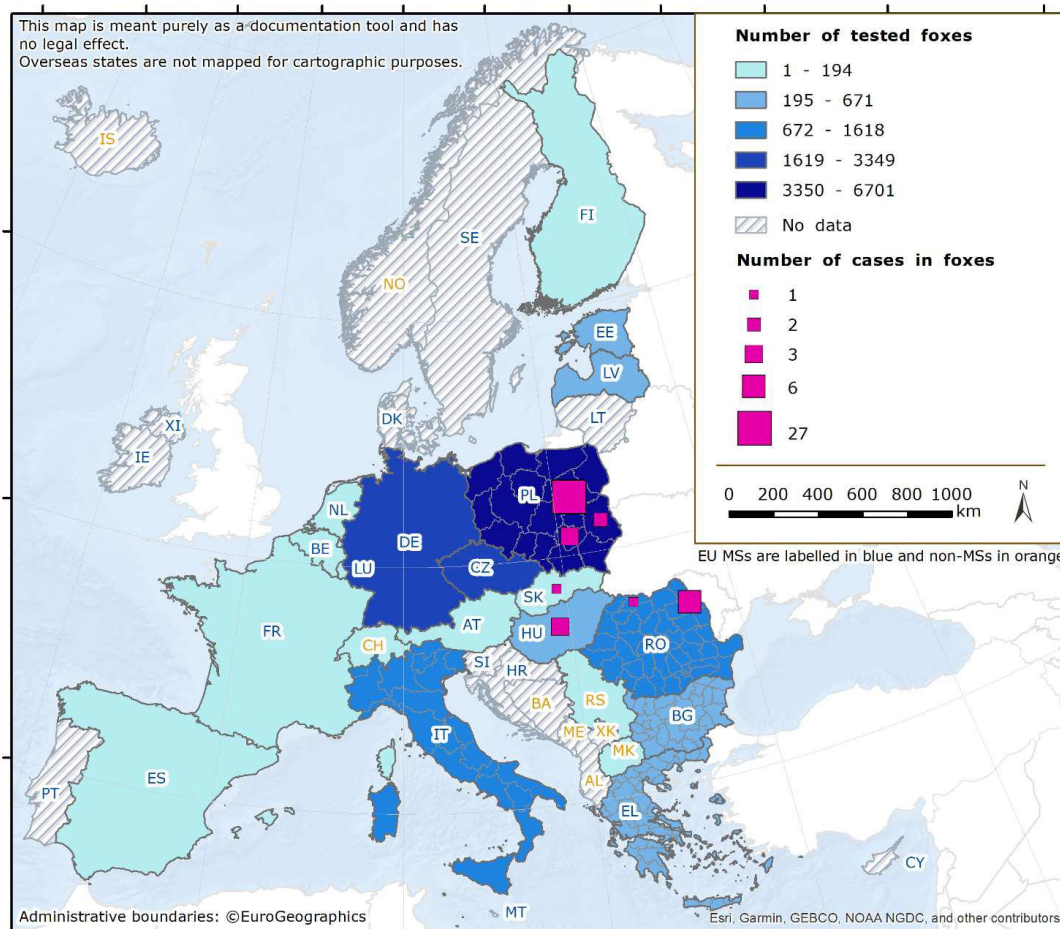 This map is meant purely as a documentation tool and has
no legal effect.
Overseas states are not mapped for cartographic purposes.
Number of tested foxes
1 - 194
195 - 671
672 - 1618
1619 - 3349
3350 - 6701
No data
Number of cases in foxes
1
2
3
6
27
0 200 400 600 800 1000
km
N
EU MSs are labelled in blue and non-MSs in orange
IS
FI
SE
NO
EE
LV
DK
LT
XI
IE
PL
NL
DE
BE
LU
CZ
SK
FR
AT
HU
CH
RO
SI
HR
BA
RS
IT
BG
ME
XK
MK
ES
AL
PT
EL
CY
MT
Administrative boundaries: ©EuroGeographics
Esri, Garmin, GEBCO, NOAA NGDC, and other contributors